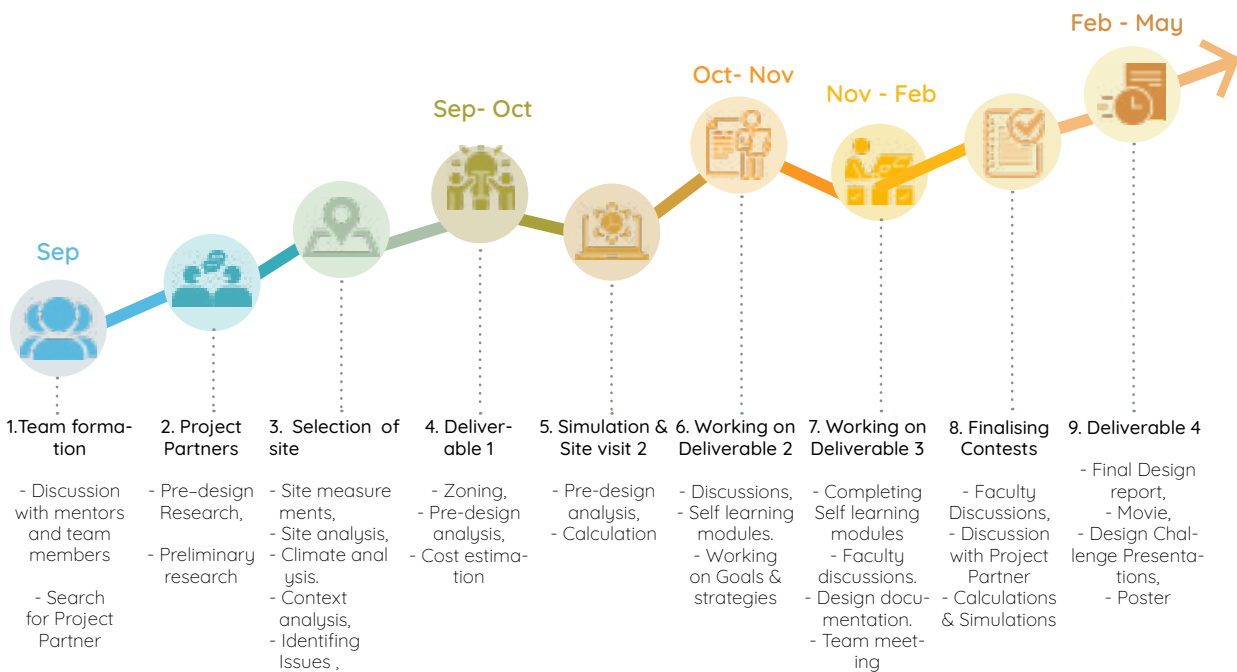 Feb - May
Oct- Nov
Nov - Feb
Sep- Oct
Sep
1.Team forma-
tion
- Discussion
with mentors
and team
members
- Search
for Project
Partner
2. Project
Partners
- Pre–design
Research,
- Preliminary
research
3. Selection of
site
- Site measure
ments,
- Site analysis,
- Climate anal
ysis.
- Context
analysis,
- Identifing
Issues ,
4. Deliver-
able 1
- Zoning,
- Pre-design
analysis,
- Cost estima-
tion
5. Simulation &
Site visit 2
- Pre-design
analysis,
- Calculation
6. Working on
Deliverable 2
- Discussions,
- Self learning
modules.
- Working
on Goals &
strategies
7. Working on
Deliverable 3
- Completing
Self learning
modules
- Faculty
discussions.
- Design docu-
mentation.
- Team meet-
ing
8. Finalising
Contests
- Faculty
Discussions,
- Discussion
with Project
Partner
- Calculations
& Simulations
9. Deliverable 4
- Final Design
report,
- Movie,
- Design Chal-
lenge Presenta-
tions,
- Poster